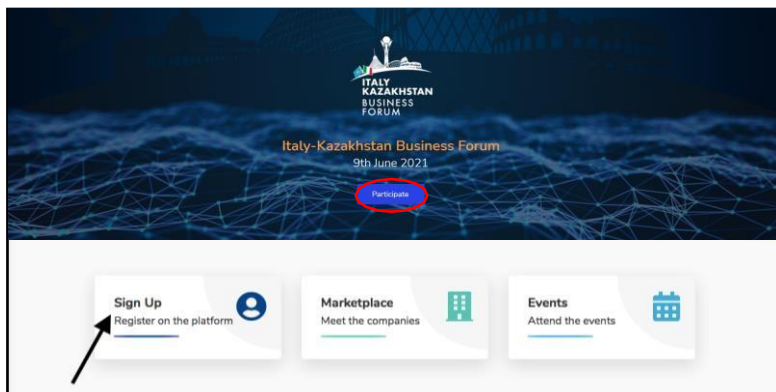 ITALY
KAZAKHSTAN
BUSINESS
FORUM
Italy-Kazakhstan Business Forum
9th June 2021
Participate
Sign Up
Register on the platform
Marketplace
Meet the companies
Events
Attend the events